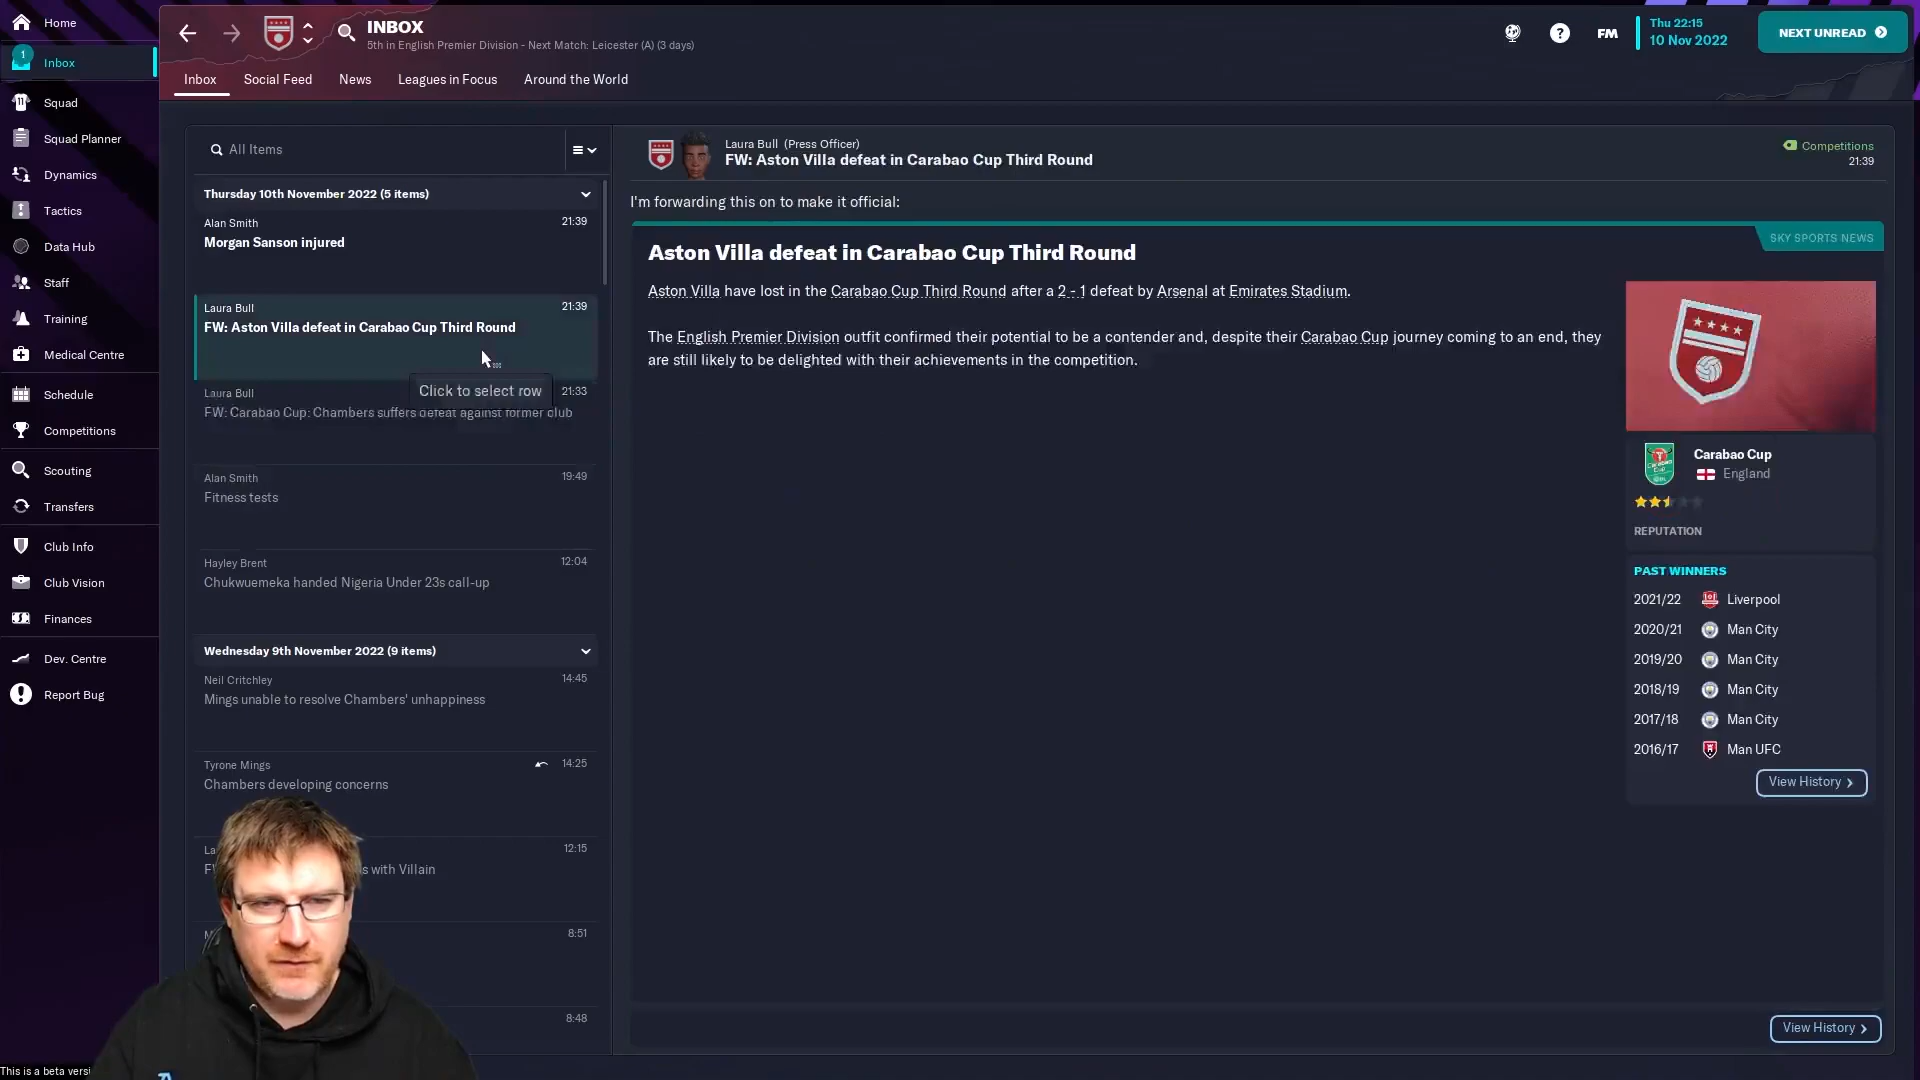 Home
1
Inbox
Squad
Squad Planner
Dynamics
Tactics
Data Hub
Staff
Training
Medical Centre
Schedule
Competitions
Scouting
Transfers
Club Info
Club Vision
Finances
Dev. Centre
Report Bug
This is a beta versi
INBOX
5th in English Premier Division - Next Match: Leicester (A) (3 days)
FM
Thu 22:15
10 Nov 2022
NEXT UNREAD
Inbox
Social Feed
News
Leagues in Focus
Around the World
All Items
Thursday 10th November 2022 (5 items)
Alan Smith
21:39
Morgan Sanson injured
Laura Bull
21:39
FW: Aston Villa defeat in Carabao Cup Third Round
Click to select row
Laura Bull
21:33
FW: Carabao Cup: Chambers suffers defeat against former club
Alan Smith
19:49
Fitness tests
Hayley Brent
12:04
Chukwuemeka handed Nigeria Under 23s call-up
Wednesday 9th November 2022 (9 items)
Neil Critchley
14:45
Mings unable to resolve Chambers' unhappiness
Tyrone Mings
14:25
Chambers developing concerns
La
12:15
s with Villain
8:51
8:48
Laura Bull (Press Officer)
FW: Aston Villa defeat in Carabao Cup Third Round
Competitions
21:39
I'm forwarding this on to make it official:
SKY SPORTS NEWS
Aston Villa defeat in Carabao Cup Third Round
Aston Villa have lost in the Carabao Cup Third Round after a 2 - 1 defeat by Arsenal at Emirates Stadium.
The English Premier Division outfit confirmed their potential to be a contender and, despite their Carabao Cup journey coming to an end, they
are still likely to be delighted with their achievements in the competition.
Carabao Cup
England
REPUTATION
PAST WINNERS
2021/22 Liverpool
2020/21 Man City
2019/20 Man City
2018/19 Man City
2017/18 Man City
2016/17 Man UFC
View History
View History